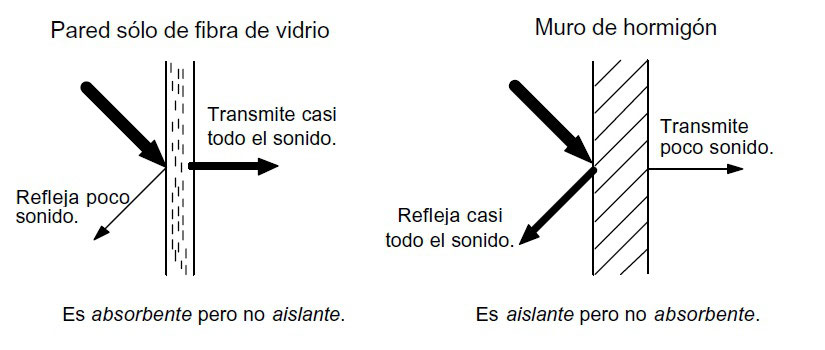 Pared sólo de fibra de vidrio
Transmite casi
todo el sonido.
Refleja poco
sonido.
Es absorbente pero no aislante.
Muro de hormigón
Transmite
poco sonido.
Refleja casi
todo el sonido.
Es aislante pero no absorbente.